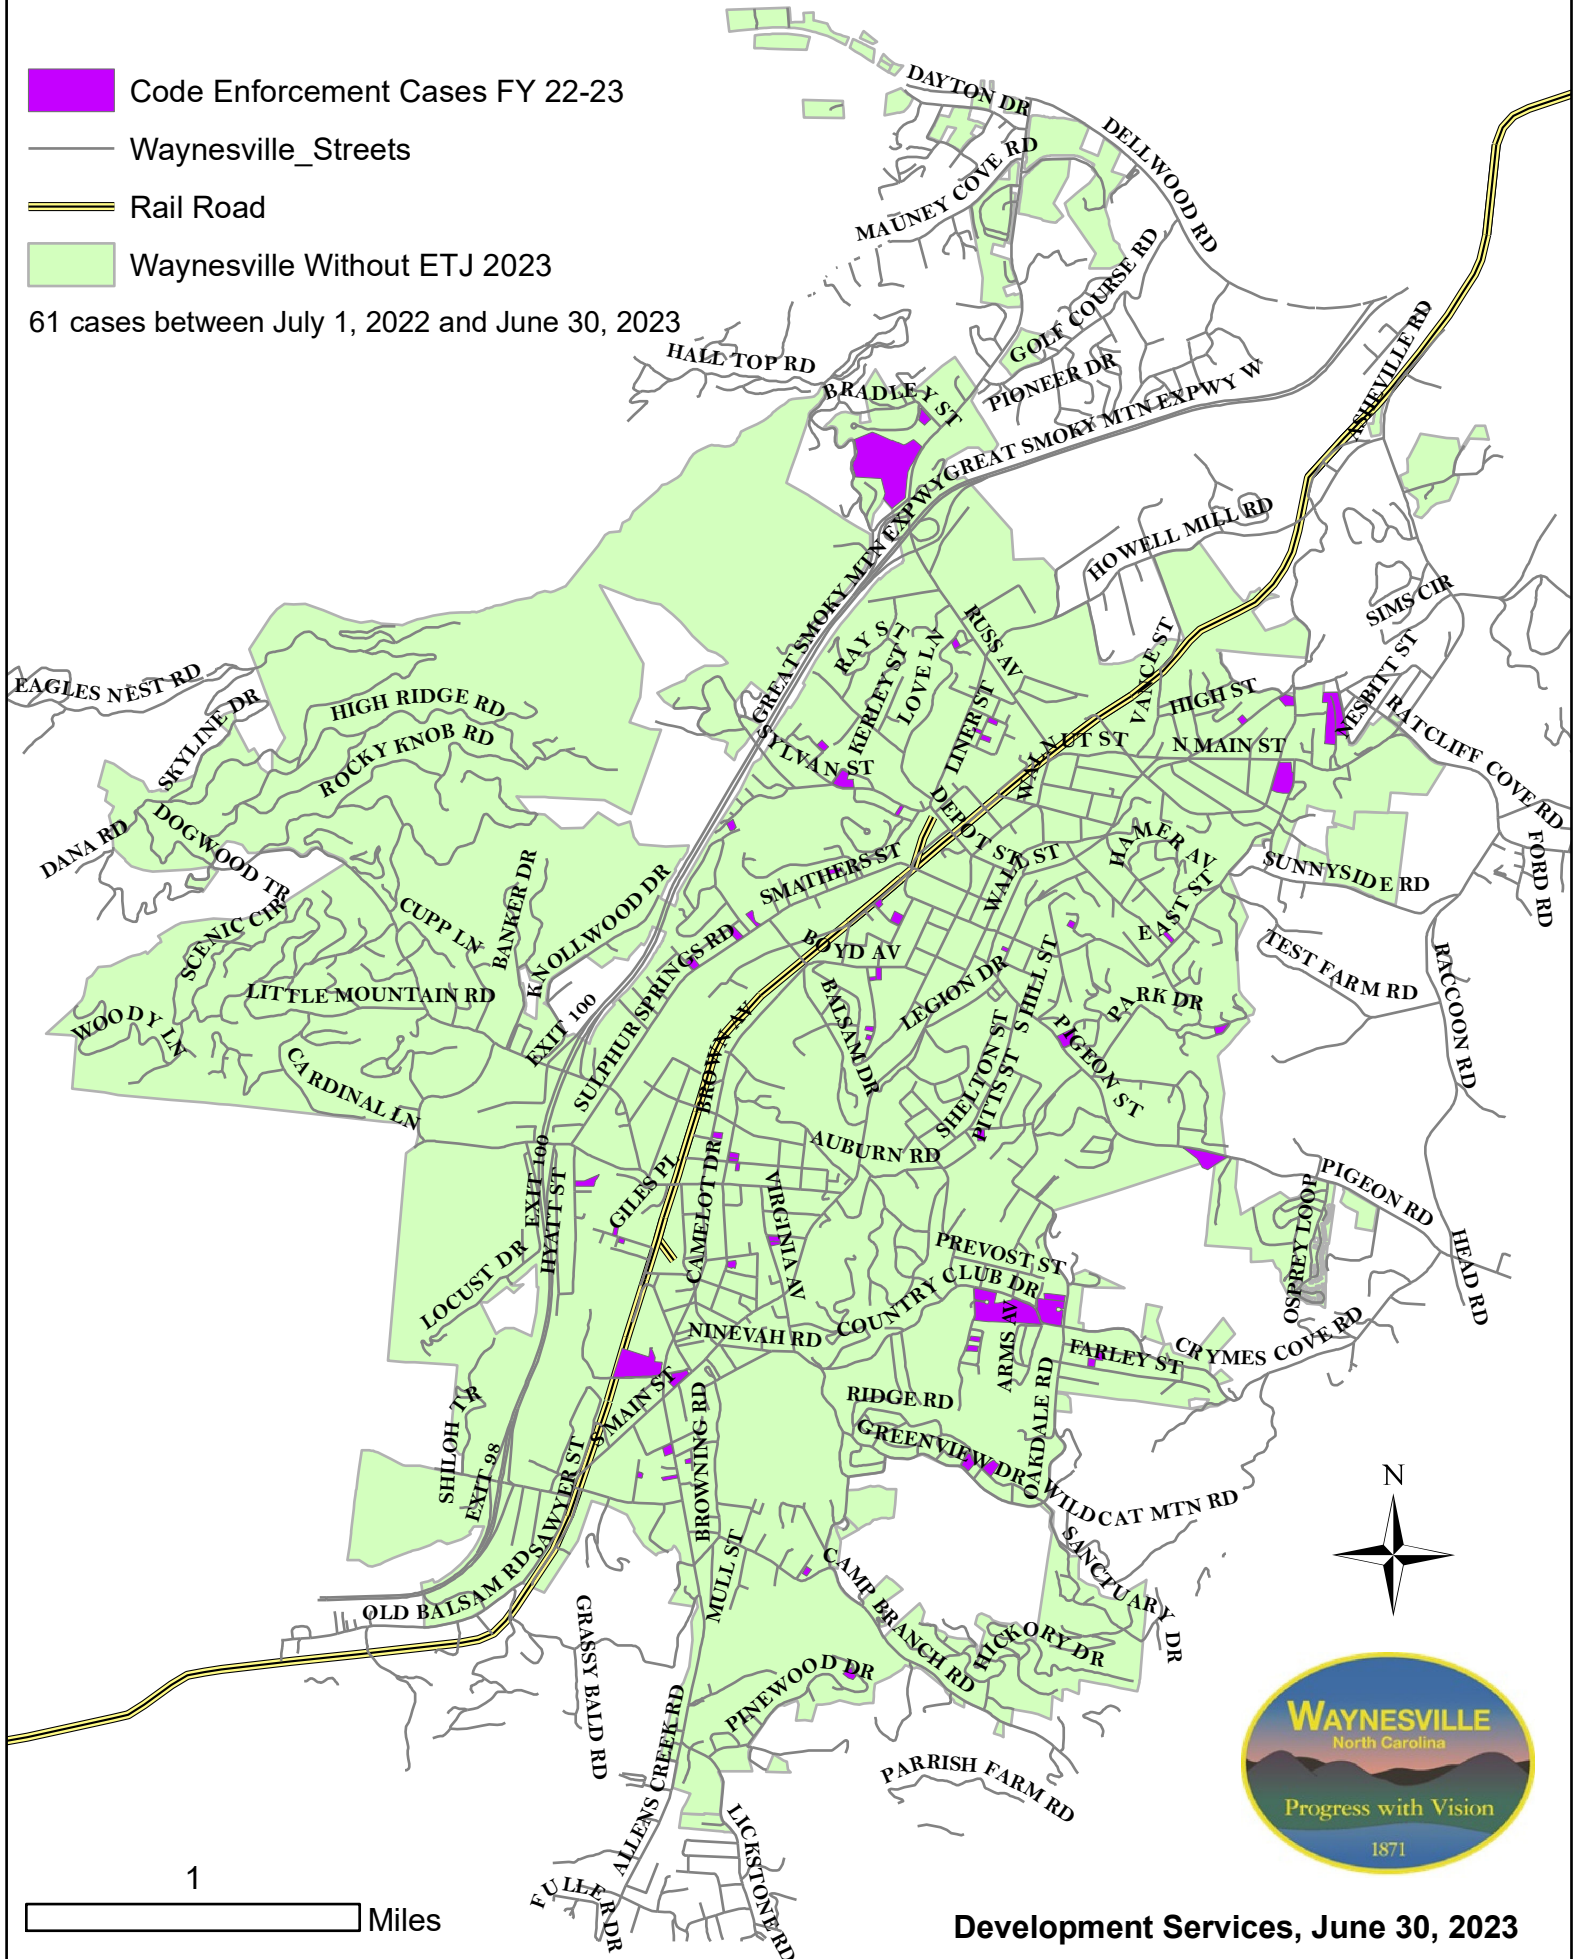 Code Enforcement Cases FY 22-23
Waynesville_Streets
Rail Road
Waynesville Without ETJ 2023
61 cases between July 1, 2022 and June 30, 2023
DAYTON DR
DELLWOOD RD
MAUNEY COVE RD
GOLF COURSE RD
HALL TOP RD
PIONEER DR
ASHEVILLE RD
BRADLEY ST
GREAT SMOKY MTN EXPWY W
GREAT SMOKY MTN EXPWY
HOWELL MILL RD
SIMS CIR
RUSS AV
RAY ST
KERLEY ST
LOVE LN
VANCE ST
NESBITT ST
EAGLES NEST RD
SKYLINE DR
HIGH RIDGE RD
HIGH ST
RATCLIFF COVE RD
ROCKY KNOB RD
SYLVAN ST
LINER ST
WALNUT ST
N MAIN ST
DANA RD
DOGWOOD TR
DEPOT ST
WALL ST
HAMER AV
FORD RD
SMATHERS ST
SUNNYSIDE RD
EAST ST
SCENIC CIR
CUPP LN
BANKER DR
KNOLLWOOD DR
BOYD AV
TEST FARM RD
RACCOON RD
LITTLE MOUNTAIN RD
SULPHUR SPRINGS RD
LEGION DR
S HILL ST
PARK DR
WOODY LN
EXIT 100
BROWN AV
BALSAM DR
PIGEON ST
CARDINAL LN
SHELTON ST
PITTS ST
AUBURN RD
EXIT 100
HYATT ST
GILES PL
CAMELOT DR
VIRGINIA AV
PIGEON RD
OSPREY LOOP
HEAD RD
LOCUST DR
PREVOST ST
COUNTRY CLUB DR
NINEVAH RD
ARMS AV
FARLEY ST
CRYMES COVE RD
SHILOH TR
S MAIN ST
BROWNING RD
RIDGE RD
OAKDALE RD
GREENVIEW DR
EXIT 98
SAWYER ST
WILDCAT MTN RD
N
SANCTUARY DR
OLD BALSAM RD
MULL ST
CAMP BRANCH RD
GRASSY BALD RD
HICKORY DR
PINEWOOD DR
ALLENS CREEK RD
PARRISH FARM RD
LICKSTONE RD
FULLER DR
WAYNESVILLE
North Carolina
Progress with Vision
1871
1
Miles
Development Services, June 30, 2023